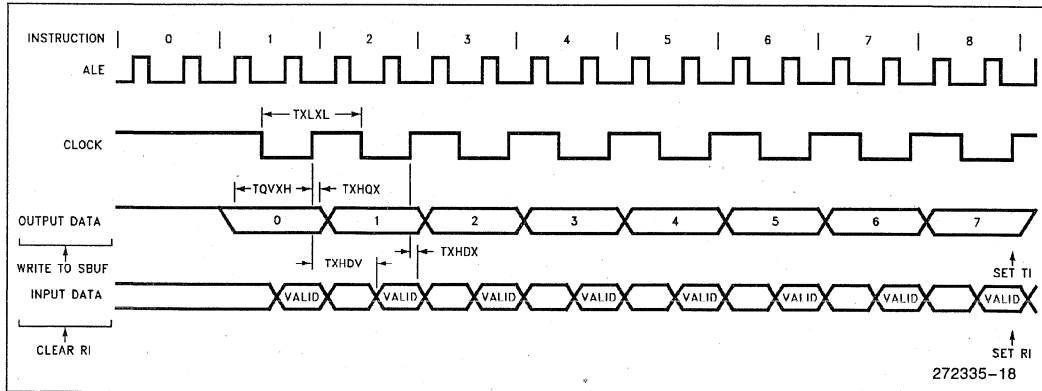 INSTRUCTION | 0 | 1 | 2 | 3 | 4 | 5 | 6 | 7 | 8 |
ALE
TXLXL
CLOCK
TQVXH TXHQX
OUTPUT DATA 0 1 2 3 4 5 6 7
TXHDV TXHDX
WRITE TO SBUF SET TI
INPUT DATA VALID VALID VALID VALID VALID VALID VALID VALID
CLEAR RI SET RI
272335-18